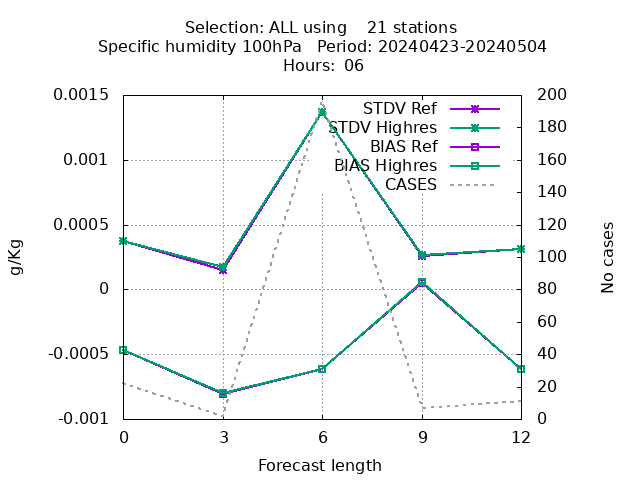 Selection: ALL using    21 stations
Specific humidity 100hPa   Period: 20240423-20240504
Hours:  06
0.0015
0.001
0.0005
0
-0.0005
-0.001
g/Kg
200
180
160
140
120
100
80
60
40
20
0
No cases
STDV Ref
STDV Highres
BIAS Ref
BIAS Highres
CASES
0 3 6 9 12
Forecast length